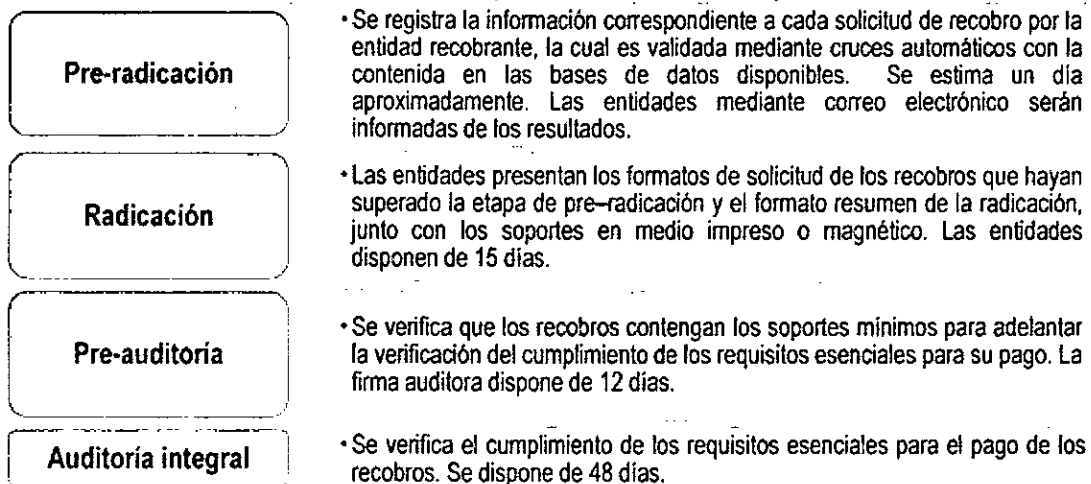 Pre-radicación
• Se registra la información correspondiente a cada solicitud de recobro por la
entidad recobrante, la cual es validada mediante cruces automáticos con la
contenida en las bases de datos disponibles. Se estima un día
aproximadamente. Las entidades mediante correo electrónico serán
informadas de los resultados.
Radicación
• Las entidades presentan los formatos de solicitud de los recobros que hayan
superado la etapa de pre–radicación y el formato resumen de la radicación,
junto con los soportes en medio impreso o magnético. Las entidades
disponen de 15 días.
Pre-auditoría
• Se verifica que los recobros contengan los soportes mínimos para adelantar
la verificación del cumplimiento de los requisitos esenciales para su pago. La
firma auditora dispone de 12 días.
Auditoría integral
• Se verifica el cumplimiento de los requisitos esenciales para el pago de los
recobros. Se dispone de 48 días.